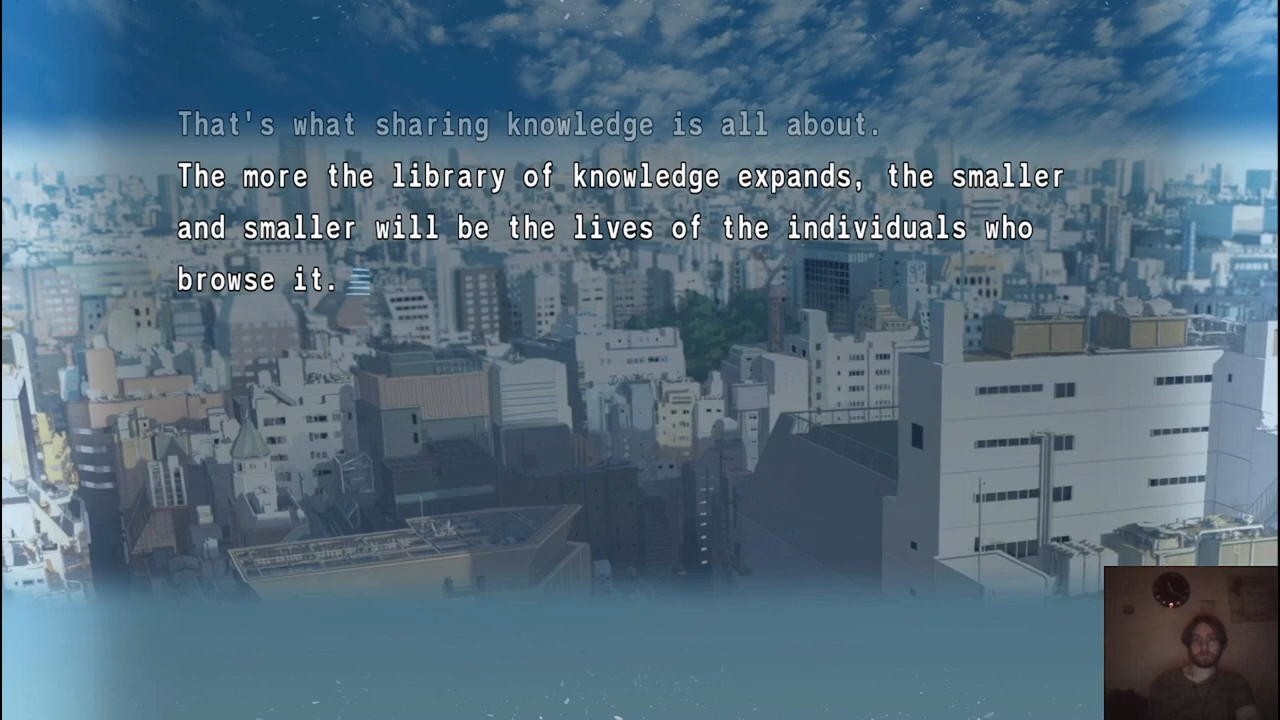 That's what sharing knowledge is all about.
The more the library of knowledge expands, the smaller
and smaller will be the lives of the individuals who
browse it.